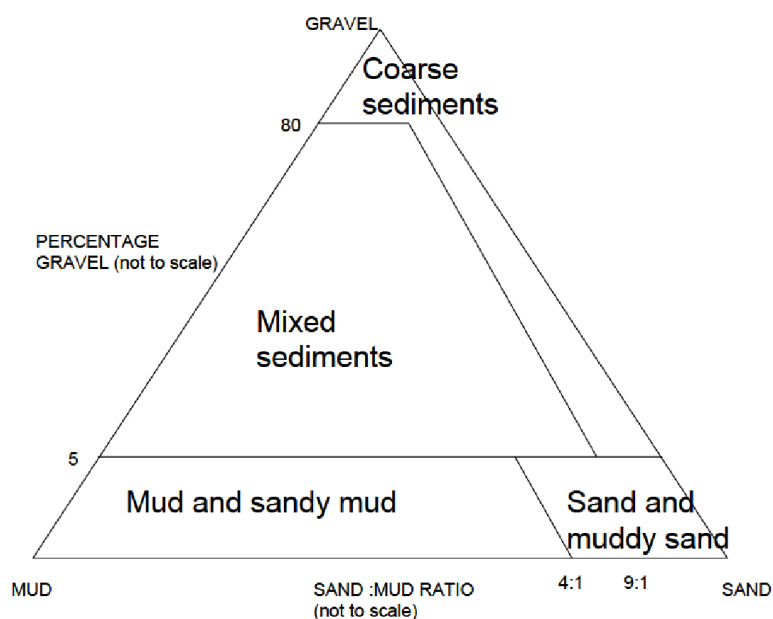 GRAVEL
Coarse
sediments
80
PERCENTAGE
GRAVEL (not to scale)
Mixed
sediments
5
Mud and sandy mud
Sand and
muddy sand
MUD
SAND :MUD RATIO
(not to scale)
4:1
9:1
SAND